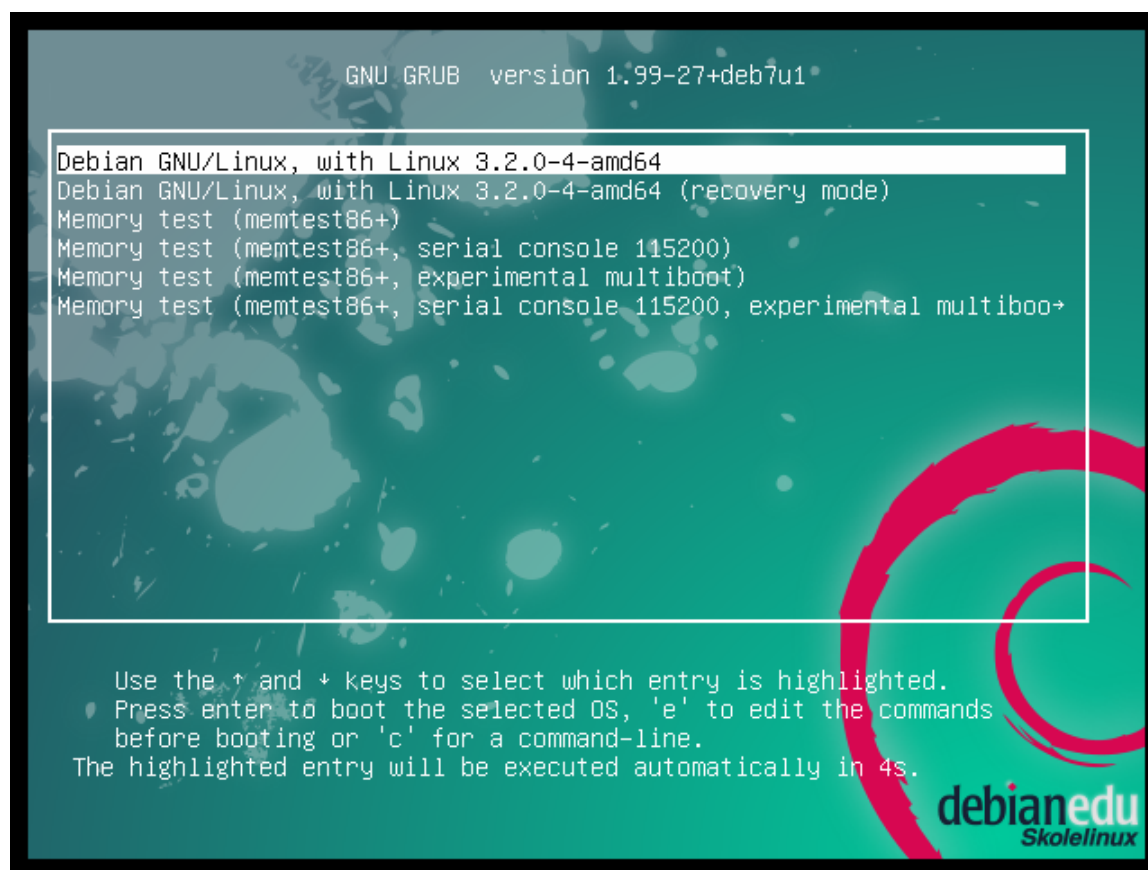 GNU GRUB  version 1.99-27+deb7u1
Debian GNU/Linux, with Linux 3.2.0-4-amd64
Debian GNU/Linux, with Linux 3.2.0-4-amd64 (recovery mode)
Memory test (memtest86+)
Memory test (memtest86+, serial console 115200)
Memory test (memtest86+, experimental multiboot)
Memory test (memtest86+, serial console 115200, experimental multiboo→
Use the ↑ and ↓ keys to select which entry is highlighted.
Press enter to boot the selected OS, 'e' to edit the commands
before booting or 'c' for a command-line.
The highlighted entry will be executed automatically in 4s.
debianedu
Skolelinux